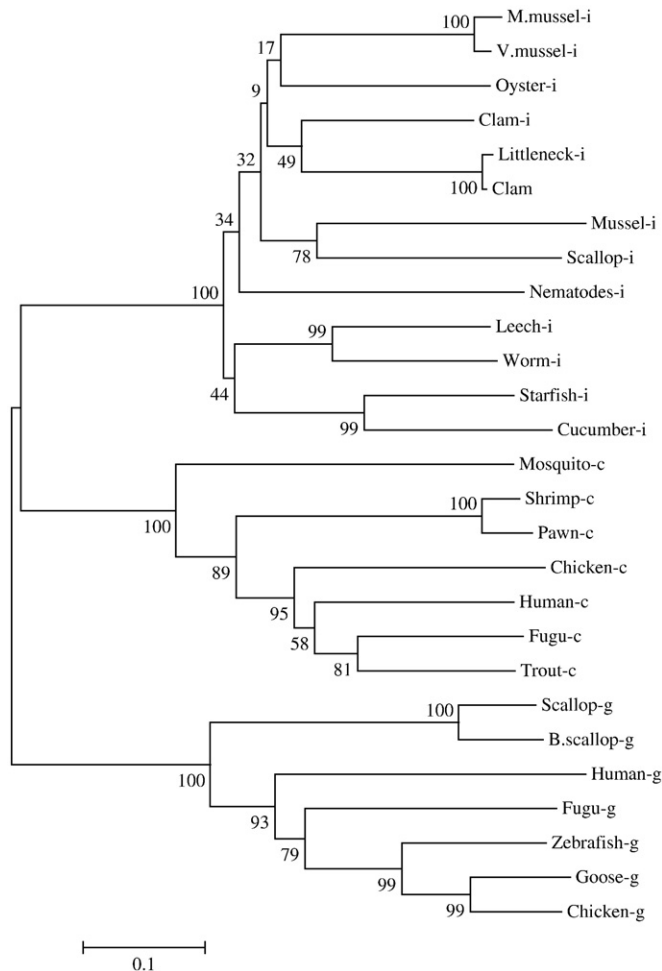 100 M.mussel-i
17
V.mussel-i
Oyster-i
9
Clam-i
49
Littleneck-i
32
100 Clam
34
Mussel-i
78
Scallop-i
100
Nematodes-i
99
Leech-i
Worm-i
44
Starfish-i
99
Cucumber-i
Mosquito-c
100
100
Shrimp-c
Pawn-c
89
Chicken-c
95
Human-c
58
Fugu-c
81
Trout-c
Scallop-g
100
B.scallop-g
100
Human-g
93
Fugu-g
79
Zebrafish-g
99
Goose-g
99
Chicken-g
0.1